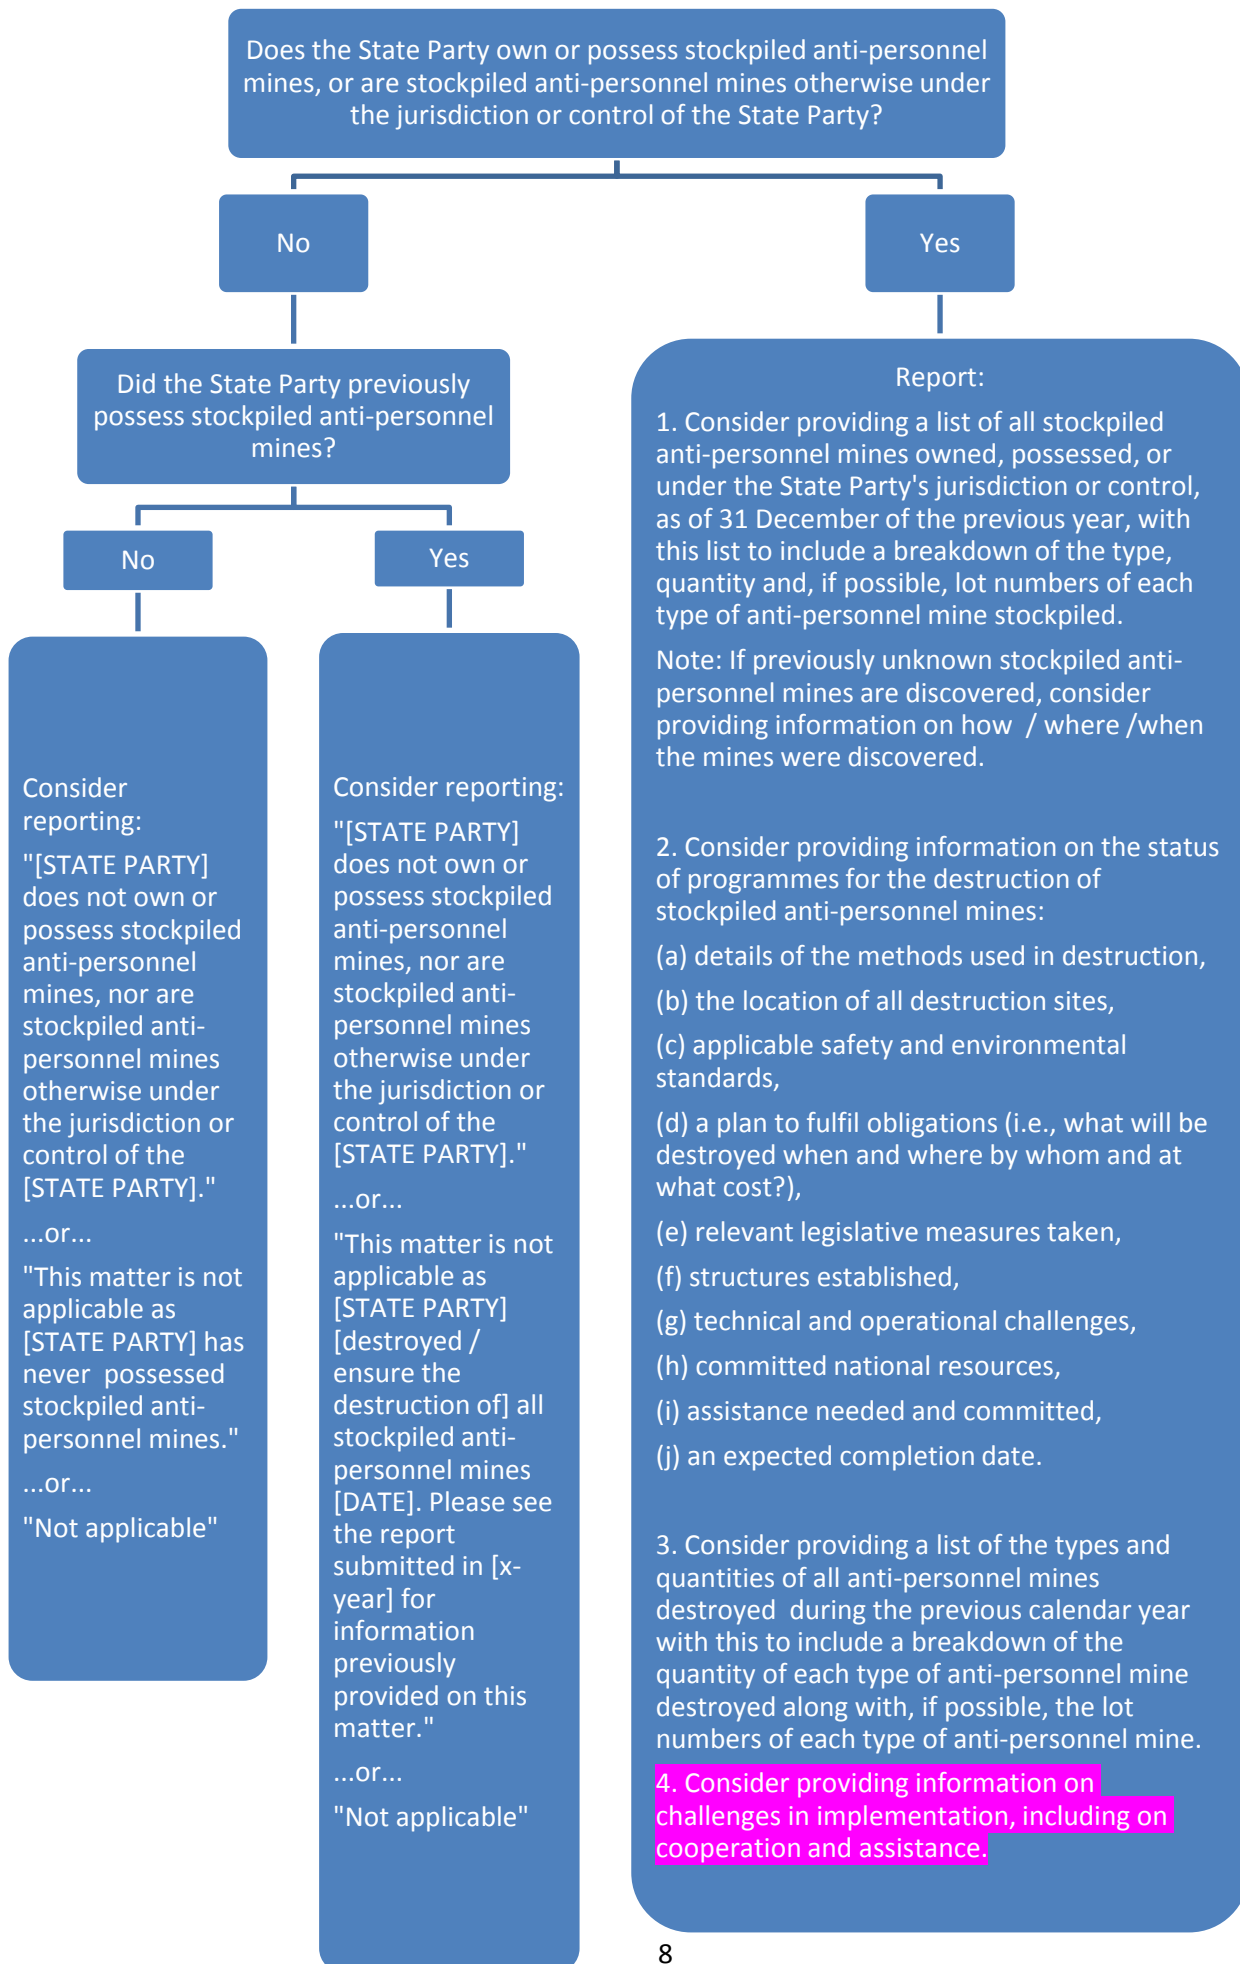 Does the State Party own or possess stockpiled anti-personnel
mines, or are stockpiled anti-personnel mines otherwise under
the jurisdiction or control of the State Party?
No
Yes
Did the State Party previously
possess stockpiled anti-personnel
mines?
No
Yes
Consider
reporting:
"[STATE PARTY]
does not own or
possess stockpiled
anti-personnel
mines, nor are
stockpiled anti-
personnel mines
otherwise under
the jurisdiction or
control of the
[STATE PARTY]."
...or...
"This matter is not
applicable as
[STATE PARTY] has
never  possessed
stockpiled anti-
personnel mines."
...or...
"Not applicable"
Consider reporting:
"[STATE PARTY]
does not own or
possess stockpiled
anti-personnel
mines, nor are
stockpiled anti-
personnel mines
otherwise under
the jurisdiction or
control of the
[STATE PARTY]."
...or...
"This matter is not
applicable as
[STATE PARTY]
[destroyed /
ensure the
destruction of] all
stockpiled anti-
personnel mines
[DATE]. Please see
the report
submitted in [x-
year] for
information
previously
provided on this
matter."
...or...
"Not applicable"
Report:
1. Consider providing a list of all stockpiled
anti-personnel mines owned, possessed, or
under the State Party's jurisdiction or control,
as of 31 December of the previous year, with
this list to include a breakdown of the type,
quantity and, if possible, lot numbers of each
type of anti-personnel mine stockpiled.
Note: If previously unknown stockpiled anti-
personnel mines are discovered, consider
providing information on how  / where /when
the mines were discovered.
2. Consider providing information on the status
of programmes for the destruction of
stockpiled anti-personnel mines:
(a) details of the methods used in destruction,
(b) the location of all destruction sites,
(c) applicable safety and environmental
standards,
(d) a plan to fulfil obligations (i.e., what will be
destroyed when and where by whom and at
what cost?),
(e) relevant legislative measures taken,
(f) structures established,
(g) technical and operational challenges,
(h) committed national resources,
(i) assistance needed and committed,
(j) an expected completion date.
3. Consider providing a list of the types and
quantities of all anti-personnel mines
destroyed  during the previous calendar year
with this to include a breakdown of the
quantity of each type of anti-personnel mine
destroyed along with, if possible, the lot
numbers of each type of anti-personnel mine.
4. Consider providing information on
challenges in implementation, including on
cooperation and assistance.
8